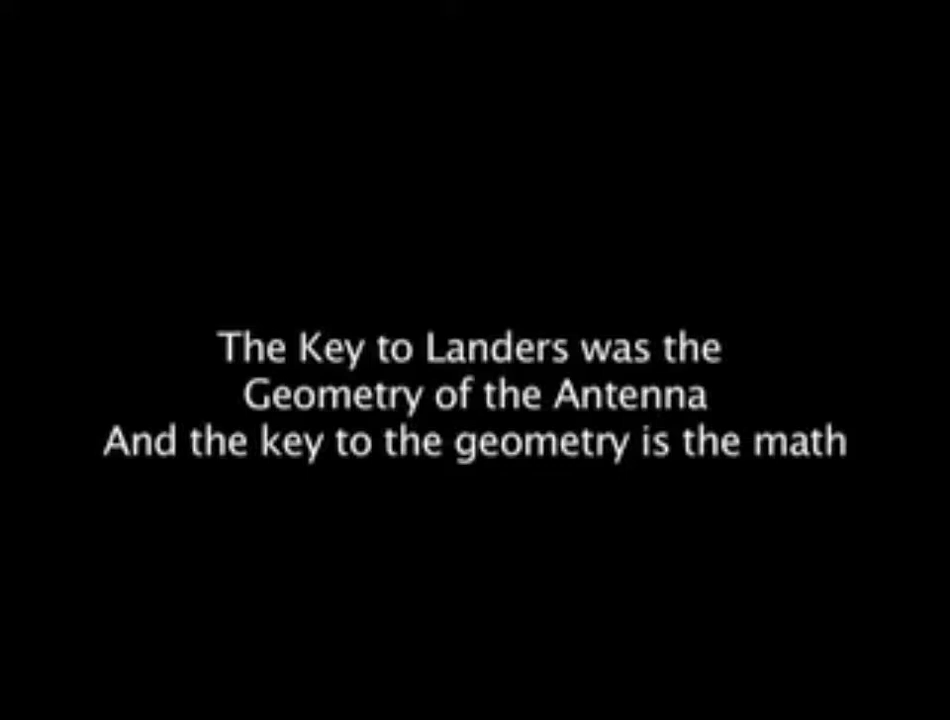 The Key to Landers was the
Geometry of the Antenna
And the key to the geometry is the math